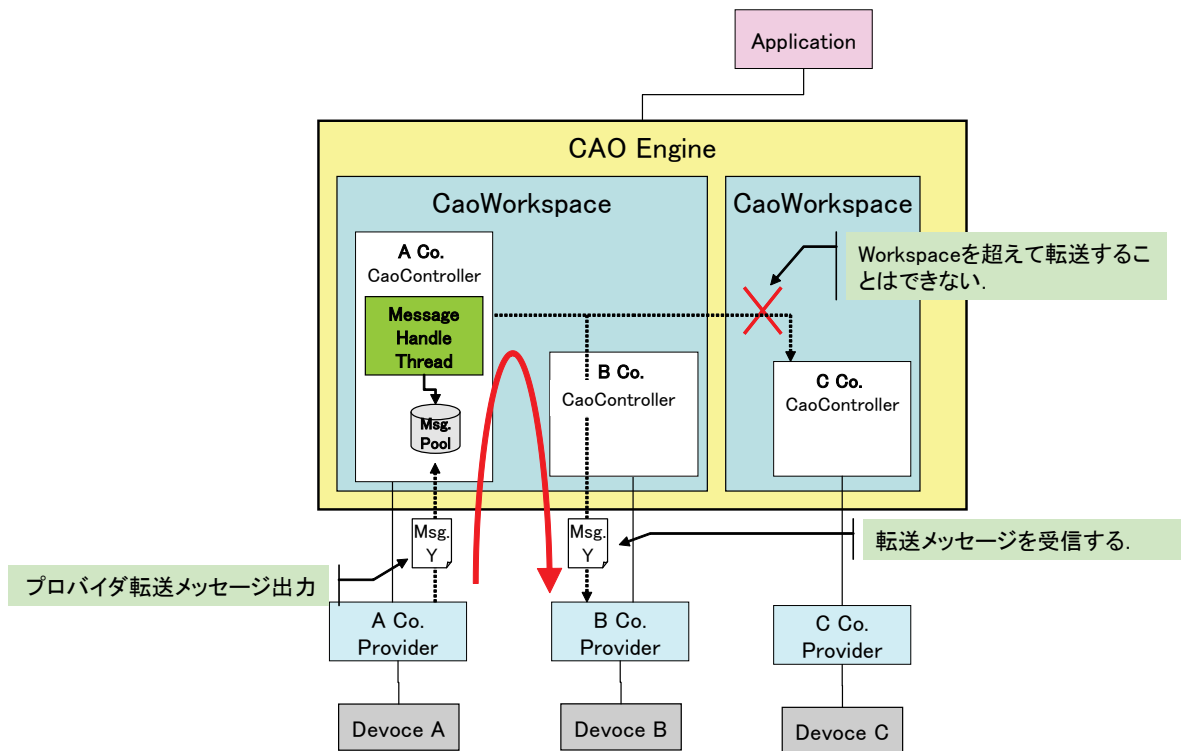 Application
CAO Engine
CaoWorkspace
CaoWorkspace
A Co.
CaoController
Message
Handle
Thread
Msg.
Pool
B Co.
CaoController
C Co.
CaoController
Workspaceを超えて転送するこ
とはできない.
Msg.
Y
Msg.
Y
転送メッセージを受信する.
プロバイダ転送メッセージ出力
A Co.
Provider
B Co.
Provider
C Co.
Provider
Devoce A
Devoce B
Devoce C